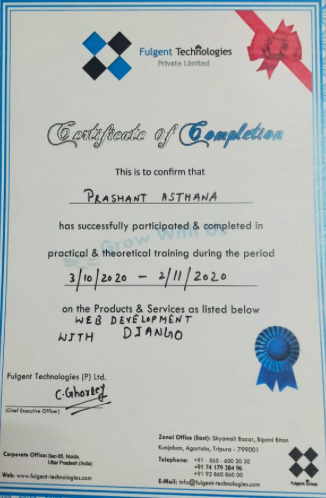 Fulgent Technologies
Private Limited
Certificate of Completion
This is to confirm that
PRASHANT ASTHANA
has successfully participated & completed in
Grow With Us
practical & theoretical training during the period
3/10/2020 - 2/11/2020
on the Products & Services as listed below
WEB DEVELOPMENT
WITH DJANGO
Fulgent Technologies (P) Ltd.
(Chief Executive Officer)
Corporate Office: Sec-65, Noida,
Uttar Pradesh (India)
Web: www.fulgent-technologies.com
Zonal Office (East): Shyamali Bazar, Bipani Bitan
Kunjaban, Agartala, Tripura - 799001
Telephone: +91 - 565 - 600 20 30
+91 74 179 384 96
+91 92 860 860 00
E-Mail: info@fulgent-technologies.com
Fulgent Group